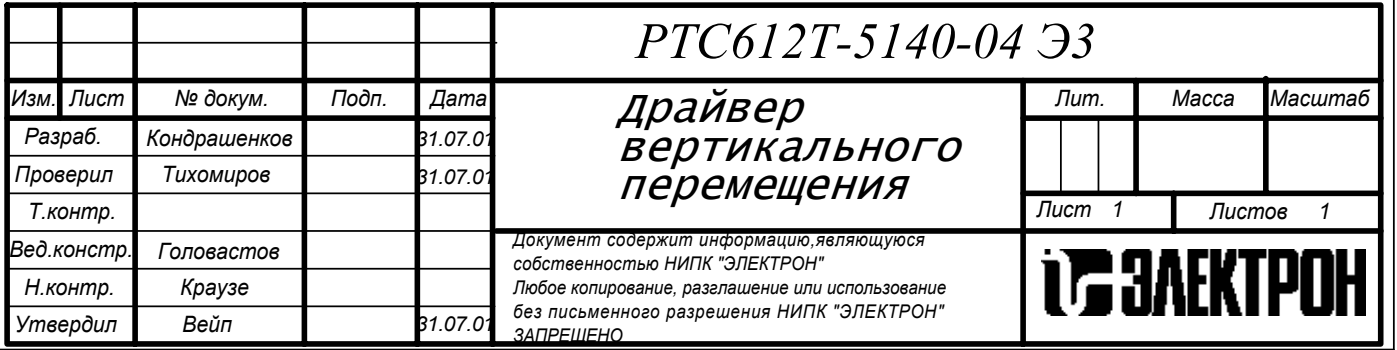 РТС612Т-5140-04 Э3
Изм. Лист № докум. Подп. Дата
Разраб. Кондрашенков 31.07.01
Проверил Тихомиров 31.07.01
Т.контр.
Вед.констр. Головастов
Н.контр. Краузе
Утвердил Вейп 31.07.01
Драйвер
вертикального
перемещения
Документ содержит информацию,являющуюся
собственностью НИПК "ЭЛЕКТРОН"
Любое копирование, разглашение или использование
без письменного разрешения НИПК "ЭЛЕКТРОН"
ЗАПРЕЩЕНО
Лит. Масса Масштаб
Лист 1 Листов 1
ЭЛЕКТРОН